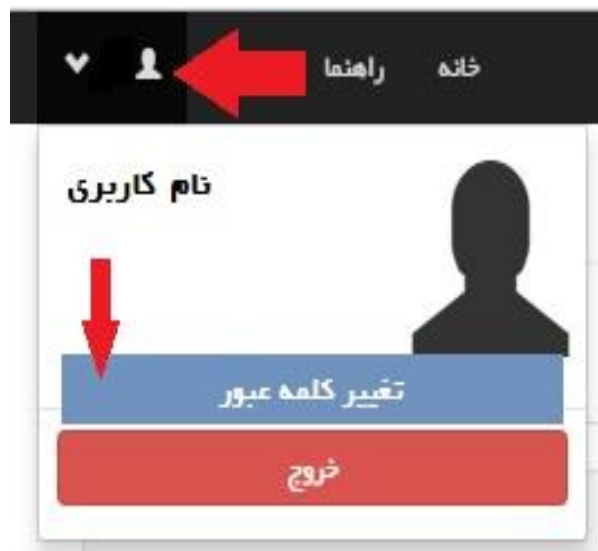 خانه راهنما
نام کاربری
تغییر کلمه عبور
خروج